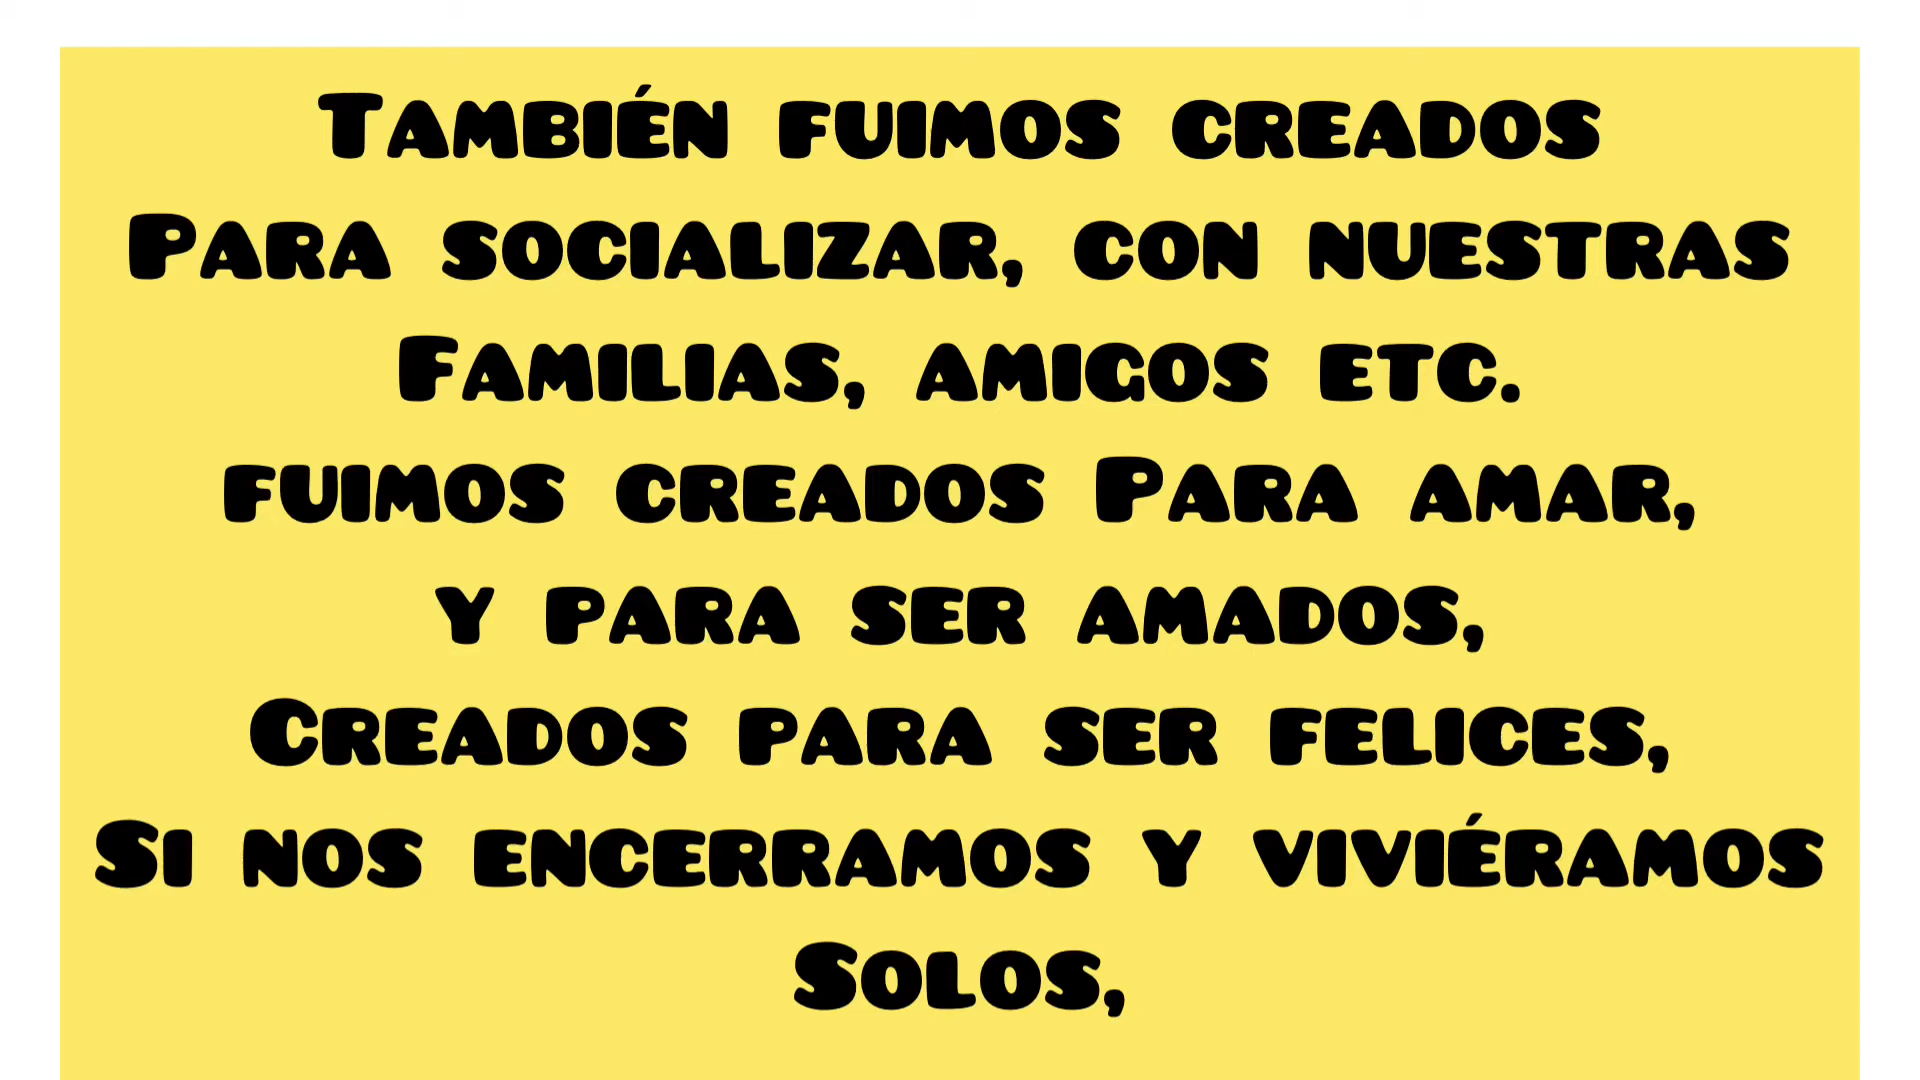 También fuimos creados
Para socializar, con nuestras
Familias, amigos etc.
fuimos creados Para amar,
y para ser amados,
Creados para ser felices,
Si nos encerramos y viviéramos
Solos,